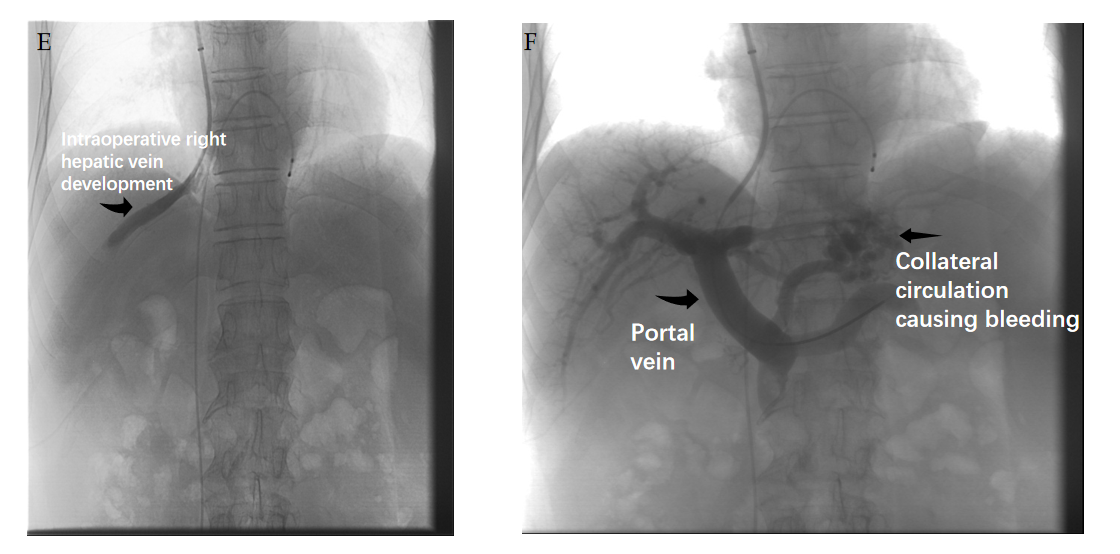 E
Intraoperative right
hepatic vein
development
F
Collateral
circulation
causing bleeding
Portal
vein